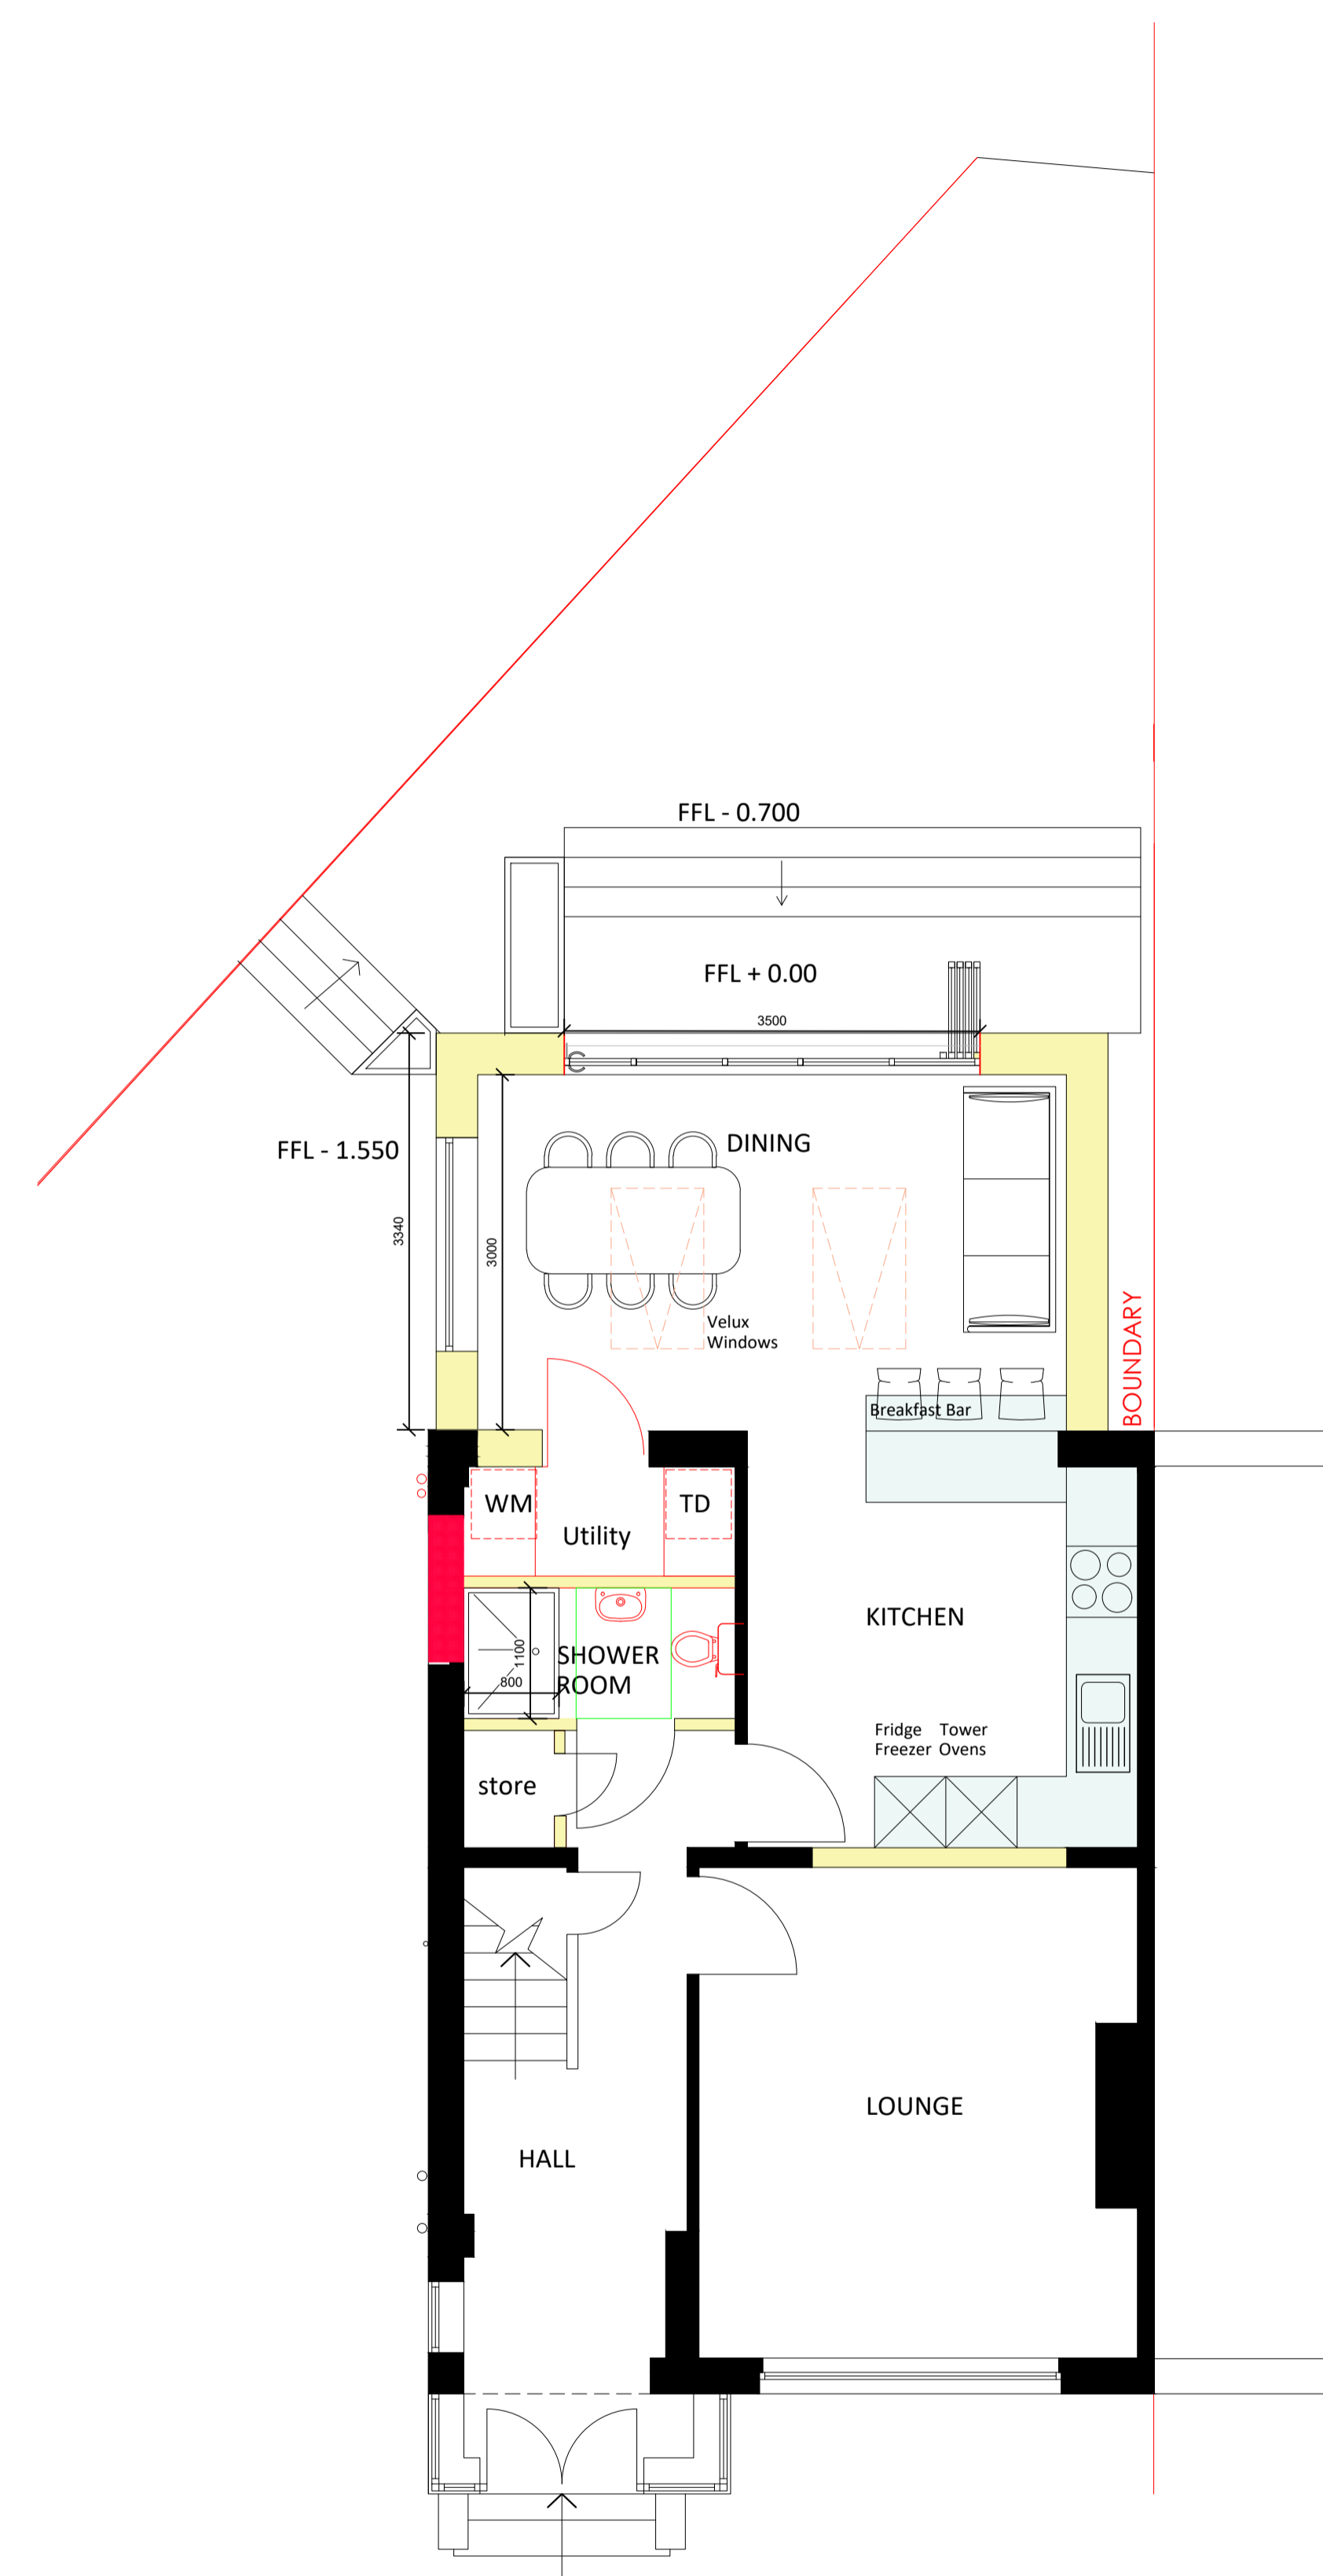 FFL - 0.700
FFL + 0.00
3500
FFL - 1.550
DINING
3340
3000
BOUNDARY
Velux
Windows
Breakfast Bar
WM
TD
Utility
KITCHEN
SHOWER
ROOM
1100
800
Fridge Tower
Freezer Ovens
store
LOUNGE
HALL